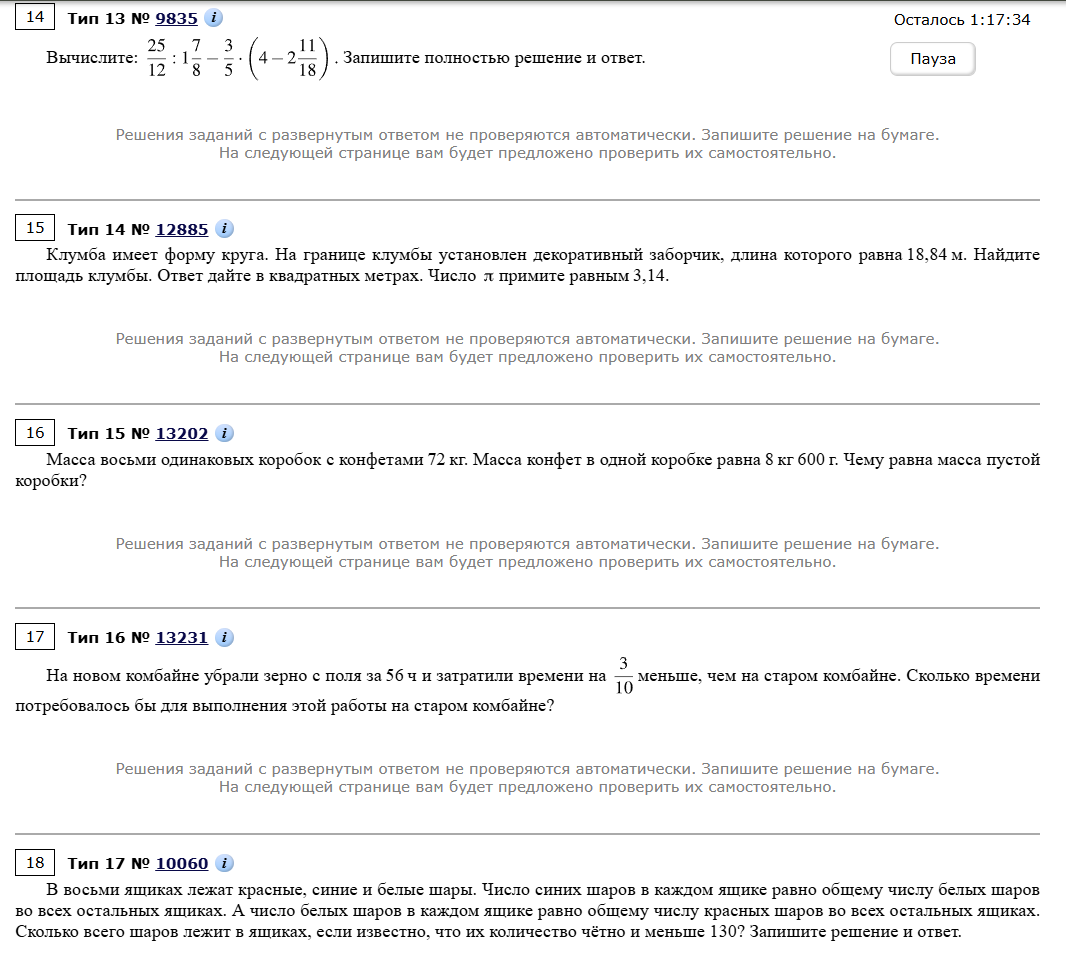 14 Тип 13 № 9835 i Осталось 1:17:34
Вычислите: 25/12 : 1 7/8 − 3/5 · (4 − 2 11/18) . Запишите полностью решение и ответ.
Пауза
Решения заданий с развернутым ответом не проверяются автоматически. Запишите решение на бумаге.
На следующей странице вам будет предложено проверить их самостоятельно.
15 Тип 14 № 12885 i
Клумба имеет форму круга. На границе клумбы установлен декоративный заборчик, длина которого равна 18,84 м. Найдите
площадь клумбы. Ответ дайте в квадратных метрах. Число π примите равным 3,14.
Решения заданий с развернутым ответом не проверяются автоматически. Запишите решение на бумаге.
На следующей странице вам будет предложено проверить их самостоятельно.
16 Тип 15 № 13202 i
Масса восьми одинаковых коробок с конфетами 72 кг. Масса конфет в одной коробке равна 8 кг 600 г. Чему равна масса пустой
коробки?
Решения заданий с развернутым ответом не проверяются автоматически. Запишите решение на бумаге.
На следующей странице вам будет предложено проверить их самостоятельно.
17 Тип 16 № 13231 i
На новом комбайне убрали зерно с поля за 56 ч и затратили времени на 3/10 меньше, чем на старом комбайне. Сколько времени
потребовалось бы для выполнения этой работы на старом комбайне?
Решения заданий с развернутым ответом не проверяются автоматически. Запишите решение на бумаге.
На следующей странице вам будет предложено проверить их самостоятельно.
18 Тип 17 № 10060 i
В восьми ящиках лежат красные, синие и белые шары. Число синих шаров в каждом ящике равно общему числу белых шаров
во всех остальных ящиках. А число белых шаров в каждом ящике равно общему числу красных шаров во всех остальных ящиках.
Сколько всего шаров лежит в ящиках, если известно, что их количество чётно и меньше 130? Запишите решение и ответ.